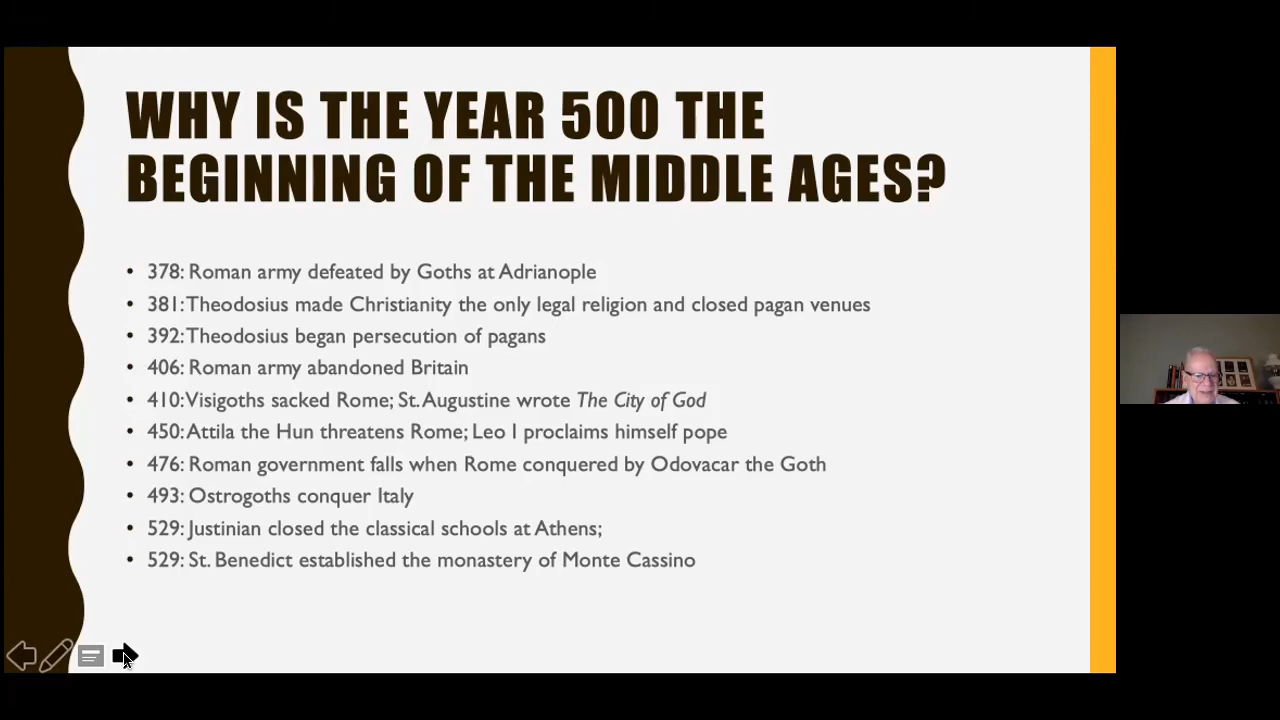 WHY IS THE YEAR 500 THE
BEGINNING OF THE MIDDLE AGES?
• 378: Roman army defeated by Goths at Adrianople
• 381: Theodosius made Christianity the only legal religion and closed pagan venues
• 392: Theodosius began persecution of pagans
• 406: Roman army abandoned Britain
• 410: Visigoths sacked Rome; St. Augustine wrote The City of God
• 450: Attila the Hun threatens Rome; Leo I proclaims himself pope
• 476: Roman government falls when Rome conquered by Odovacar the Goth
• 493: Ostrogoths conquer Italy
• 529: Justinian closed the classical schools at Athens;
• 529: St. Benedict established the monastery of Monte Cassino